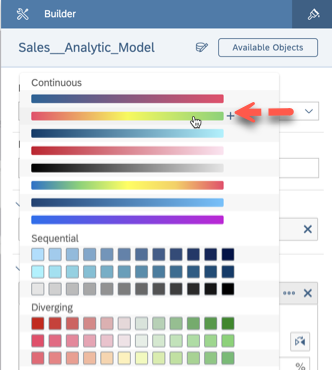 Builder
Sales__Analytic_Model
Available Objects
Continuous
Sequential
Diverging
%